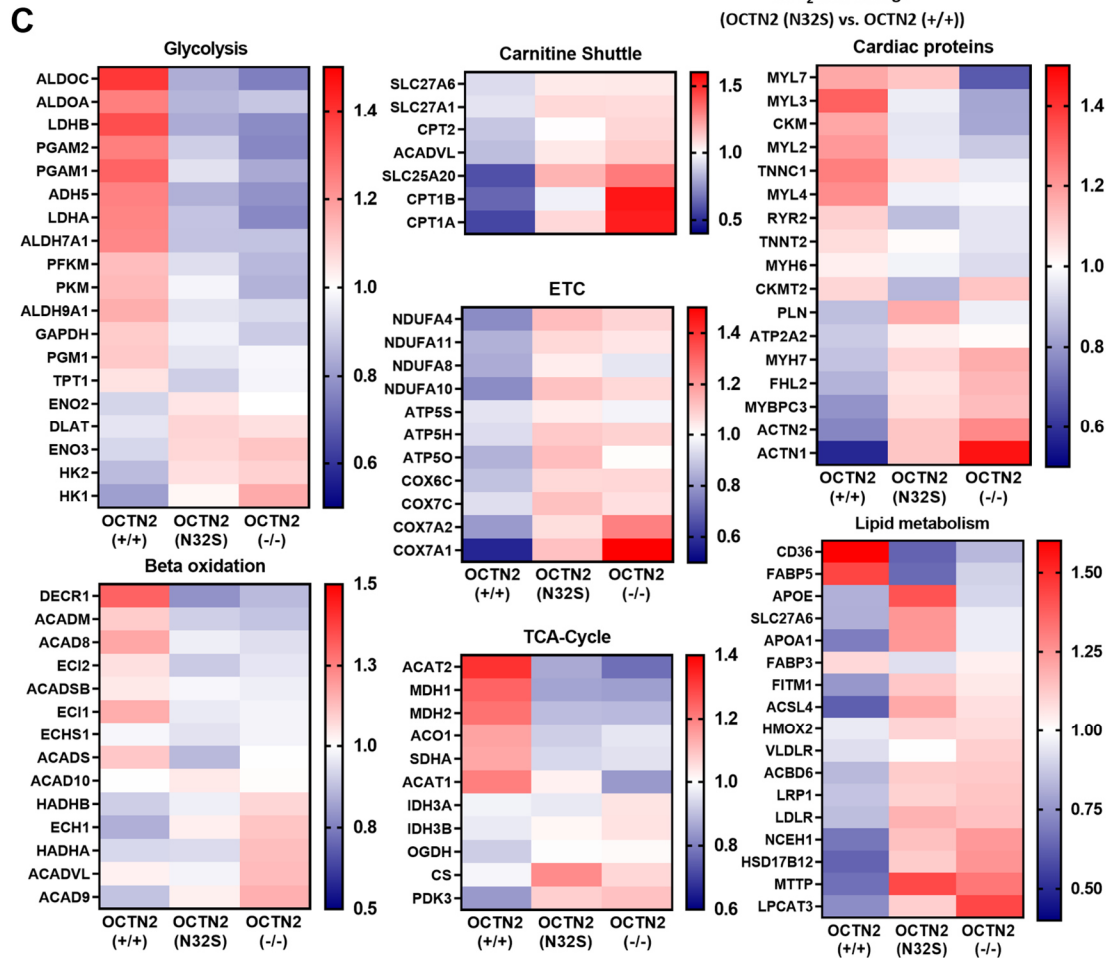 C
(OCTN2 (N32S) vs. OCTN2 (+/+))
Glycolysis
ALDOC
ALDOA
LDHB
PGAM2
PGAM1
ADH5
LDHA
ALDH7A1
PFKM
PKM
ALDH9A1
GAPDH
PGM1
TPT1
ENO2
DLAT
ENO3
HK2
HK1
1.4
1.2
1.0
0.8
0.6
OCTN2 OCTN2 OCTN2
(+/+) (N32S) (-/-)
Carnitine Shuttle
SLC27A6
SLC27A1
CPT2
ACADVL
SLC25A20
CPT1B
CPT1A
1.5
1.0
0.5
ETC
NDUFA4
NDUFA11
NDUFA8
NDUFA10
ATP5S
ATP5H
ATP5O
COX6C
COX7C
COX7A2
COX7A1
1.4
1.2
1.0
0.8
0.6
OCTN2 OCTN2 OCTN2
(+/+) (N32S) (-/-)
Cardiac proteins
MYL7
MYL3
CKM
MYL2
TNNC1
MYL4
RYR2
TNNT2
MYH6
CKMT2
PLN
ATP2A2
MYH7
FHL2
MYBPC3
ACTN2
ACTN1
1.4
1.2
1.0
0.8
0.6
OCTN2 OCTN2 OCTN2
(+/+) (N32S) (-/-)
Beta oxidation
DECR1
ACADM
ACAD8
ECI2
ACADSB
ECI1
ECHS1
ACADS
ACAD10
HADHB
ECH1
HADHA
ACADVL
ACAD9
1.5
1.3
1.0
0.8
0.5
OCTN2 OCTN2 OCTN2
(+/+) (N32S) (-/-)
TCA-Cycle
ACAT2
MDH1
MDH2
ACO1
SDHA
ACAT1
IDH3A
IDH3B
OGDH
CS
PDK3
1.4
1.2
1.0
0.8
0.6
OCTN2 OCTN2 OCTN2
(+/+) (N32S) (-/-)
Lipid metabolism
CD36
FABP5
APOE
SLC27A6
APOA1
FABP3
FITM1
ACSL4
HMOX2
VLDLR
ACBD6
LRP1
LDLR
NCEH1
HSD17B12
MTTP
LPCAT3
1.50
1.25
1.00
0.75
0.50
OCTN2 OCTN2 OCTN2
(+/+) (N32S) (-/-)